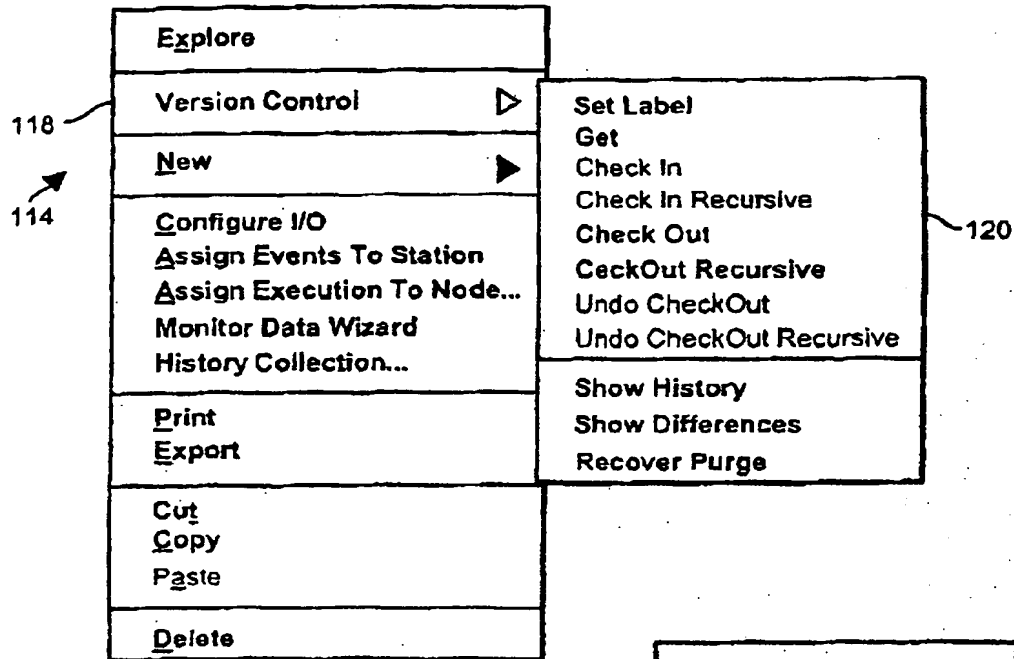 Explore
Version Control
New
Configure I/O
Assign Events To Station
Assign Execution To Node...
Monitor Data Wizard
History Collection...
Print
Export
Cut
Copy
Paste
Delete
118
114
Set Label
Get
Check In
Check In Recursive
Check Out
CeckOut Recursive
Undo CheckOut
Undo CheckOut Recursive
Show History
Show Differences
Recover Purge
120